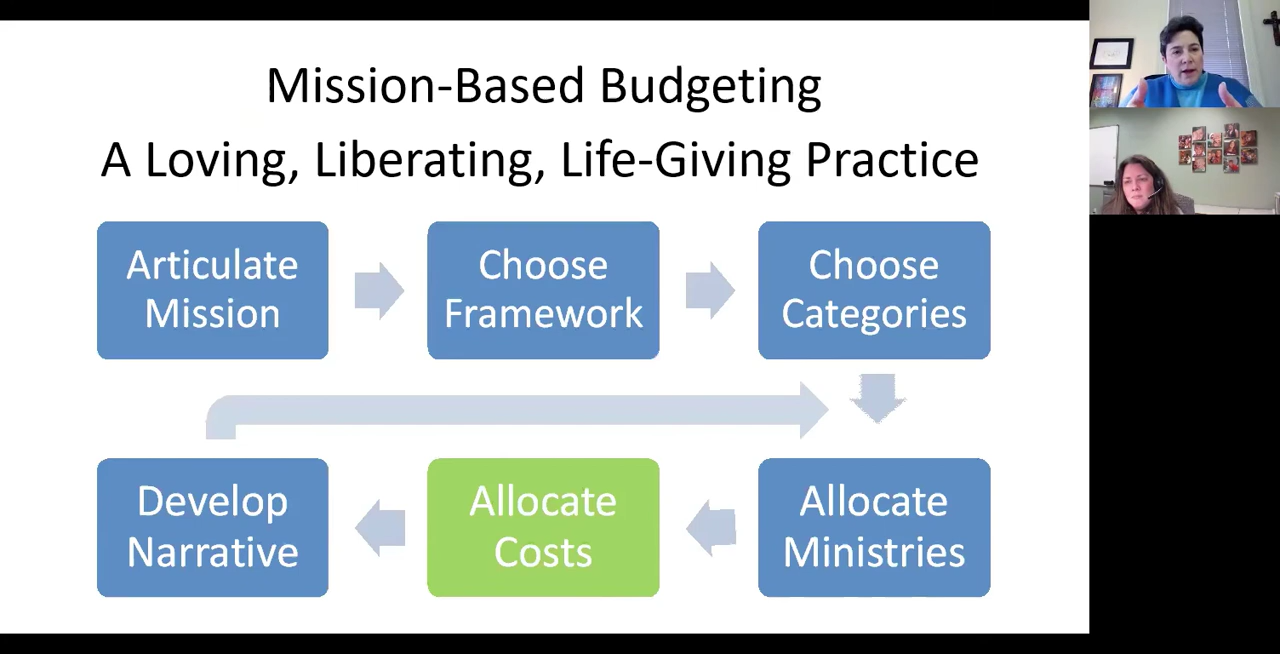 Mission-Based Budgeting
A Loving, Liberating, Life-Giving Practice
Articulate
Mission
Choose
Framework
Choose
Categories
Develop
Narrative
Allocate
Costs
Allocate
Ministries